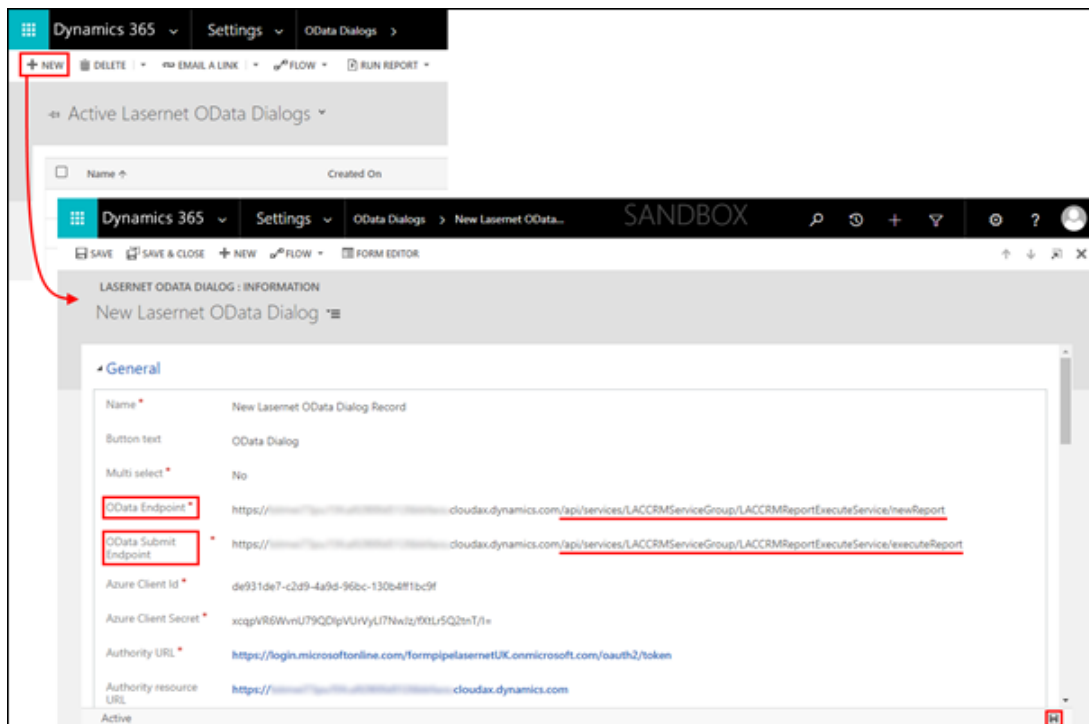 Dynamics 365 Settings OData Dialogs >
+ NEW DELETE EMAIL A LINK FLOW RUN REPORT
Active Lasernet OData Dialogs
Name ↑ Created On
Dynamics 365 Settings OData Dialogs > New Lasernet OData... SANDBOX
SAVE SAVE & CLOSE + NEW FLOW FORM EDITOR
LASERNET ODATA DIALOG : INFORMATION
New Lasernet OData Dialog
General
Name * New Lasernet OData Dialog Record
Button text OData Dialog
Multi select * No
OData Endpoint * https:// cloudax.dynamics.com/api/services/LACCRMServiceGroup/LACCRMReportExecuteService/newReport
OData Submit Endpoint * https:// cloudax.dynamics.com/api/services/LACCRMServiceGroup/LACCRMReportExecuteService/executeReport
Azure Client Id * de931de7-c2d9-4a9d-96bc-130b4ff1bc9f
Azure Client Secret *
Authority URL * https://login.microsoftonline.com/formpipelasernetUK.onmicrosoft.com/oauth2/token
Authority resource URL https:// cloudax.dynamics.com
Active